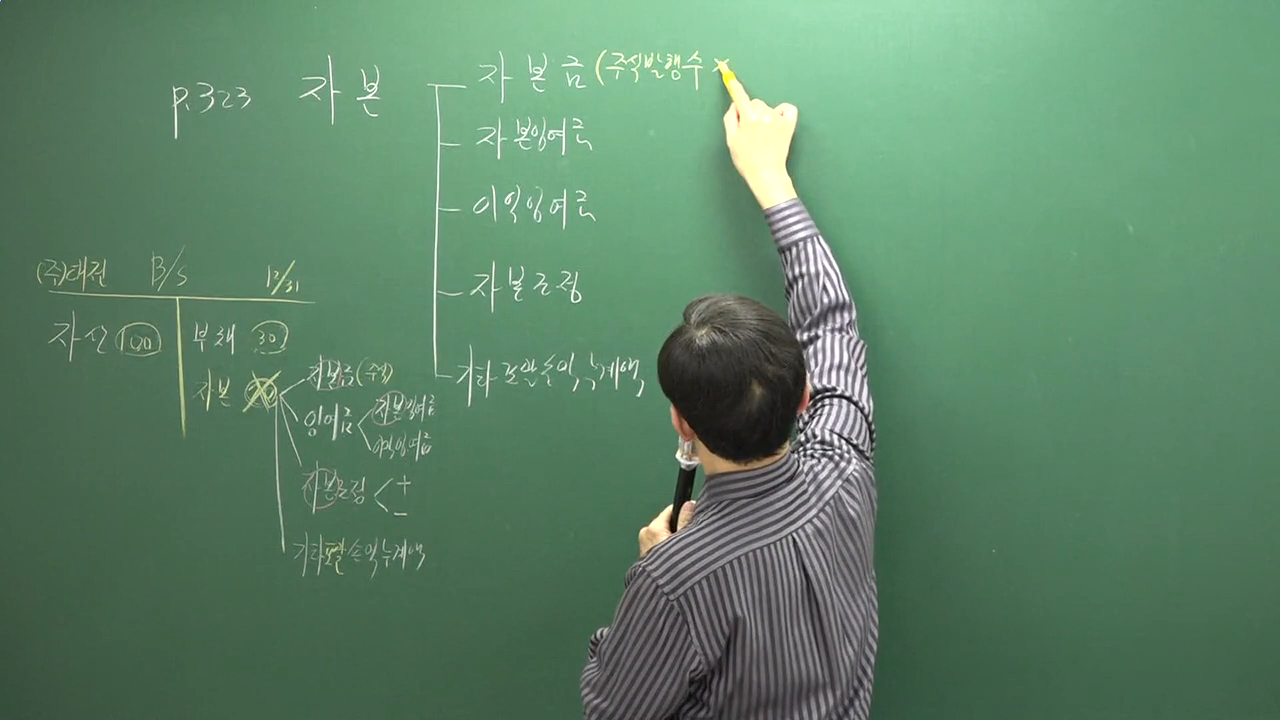 p.323 자본
자본금 (주식발행수 ×
자본잉여금
이익잉여금
자본조정
기타포괄손익누계액
(주)대전 B/S 12/31
자산 100 부채 30
자본
자본금 (주식)
잉여금
자본잉여금
이익잉여금
자본조정 < + −
기타포괄손익누계액